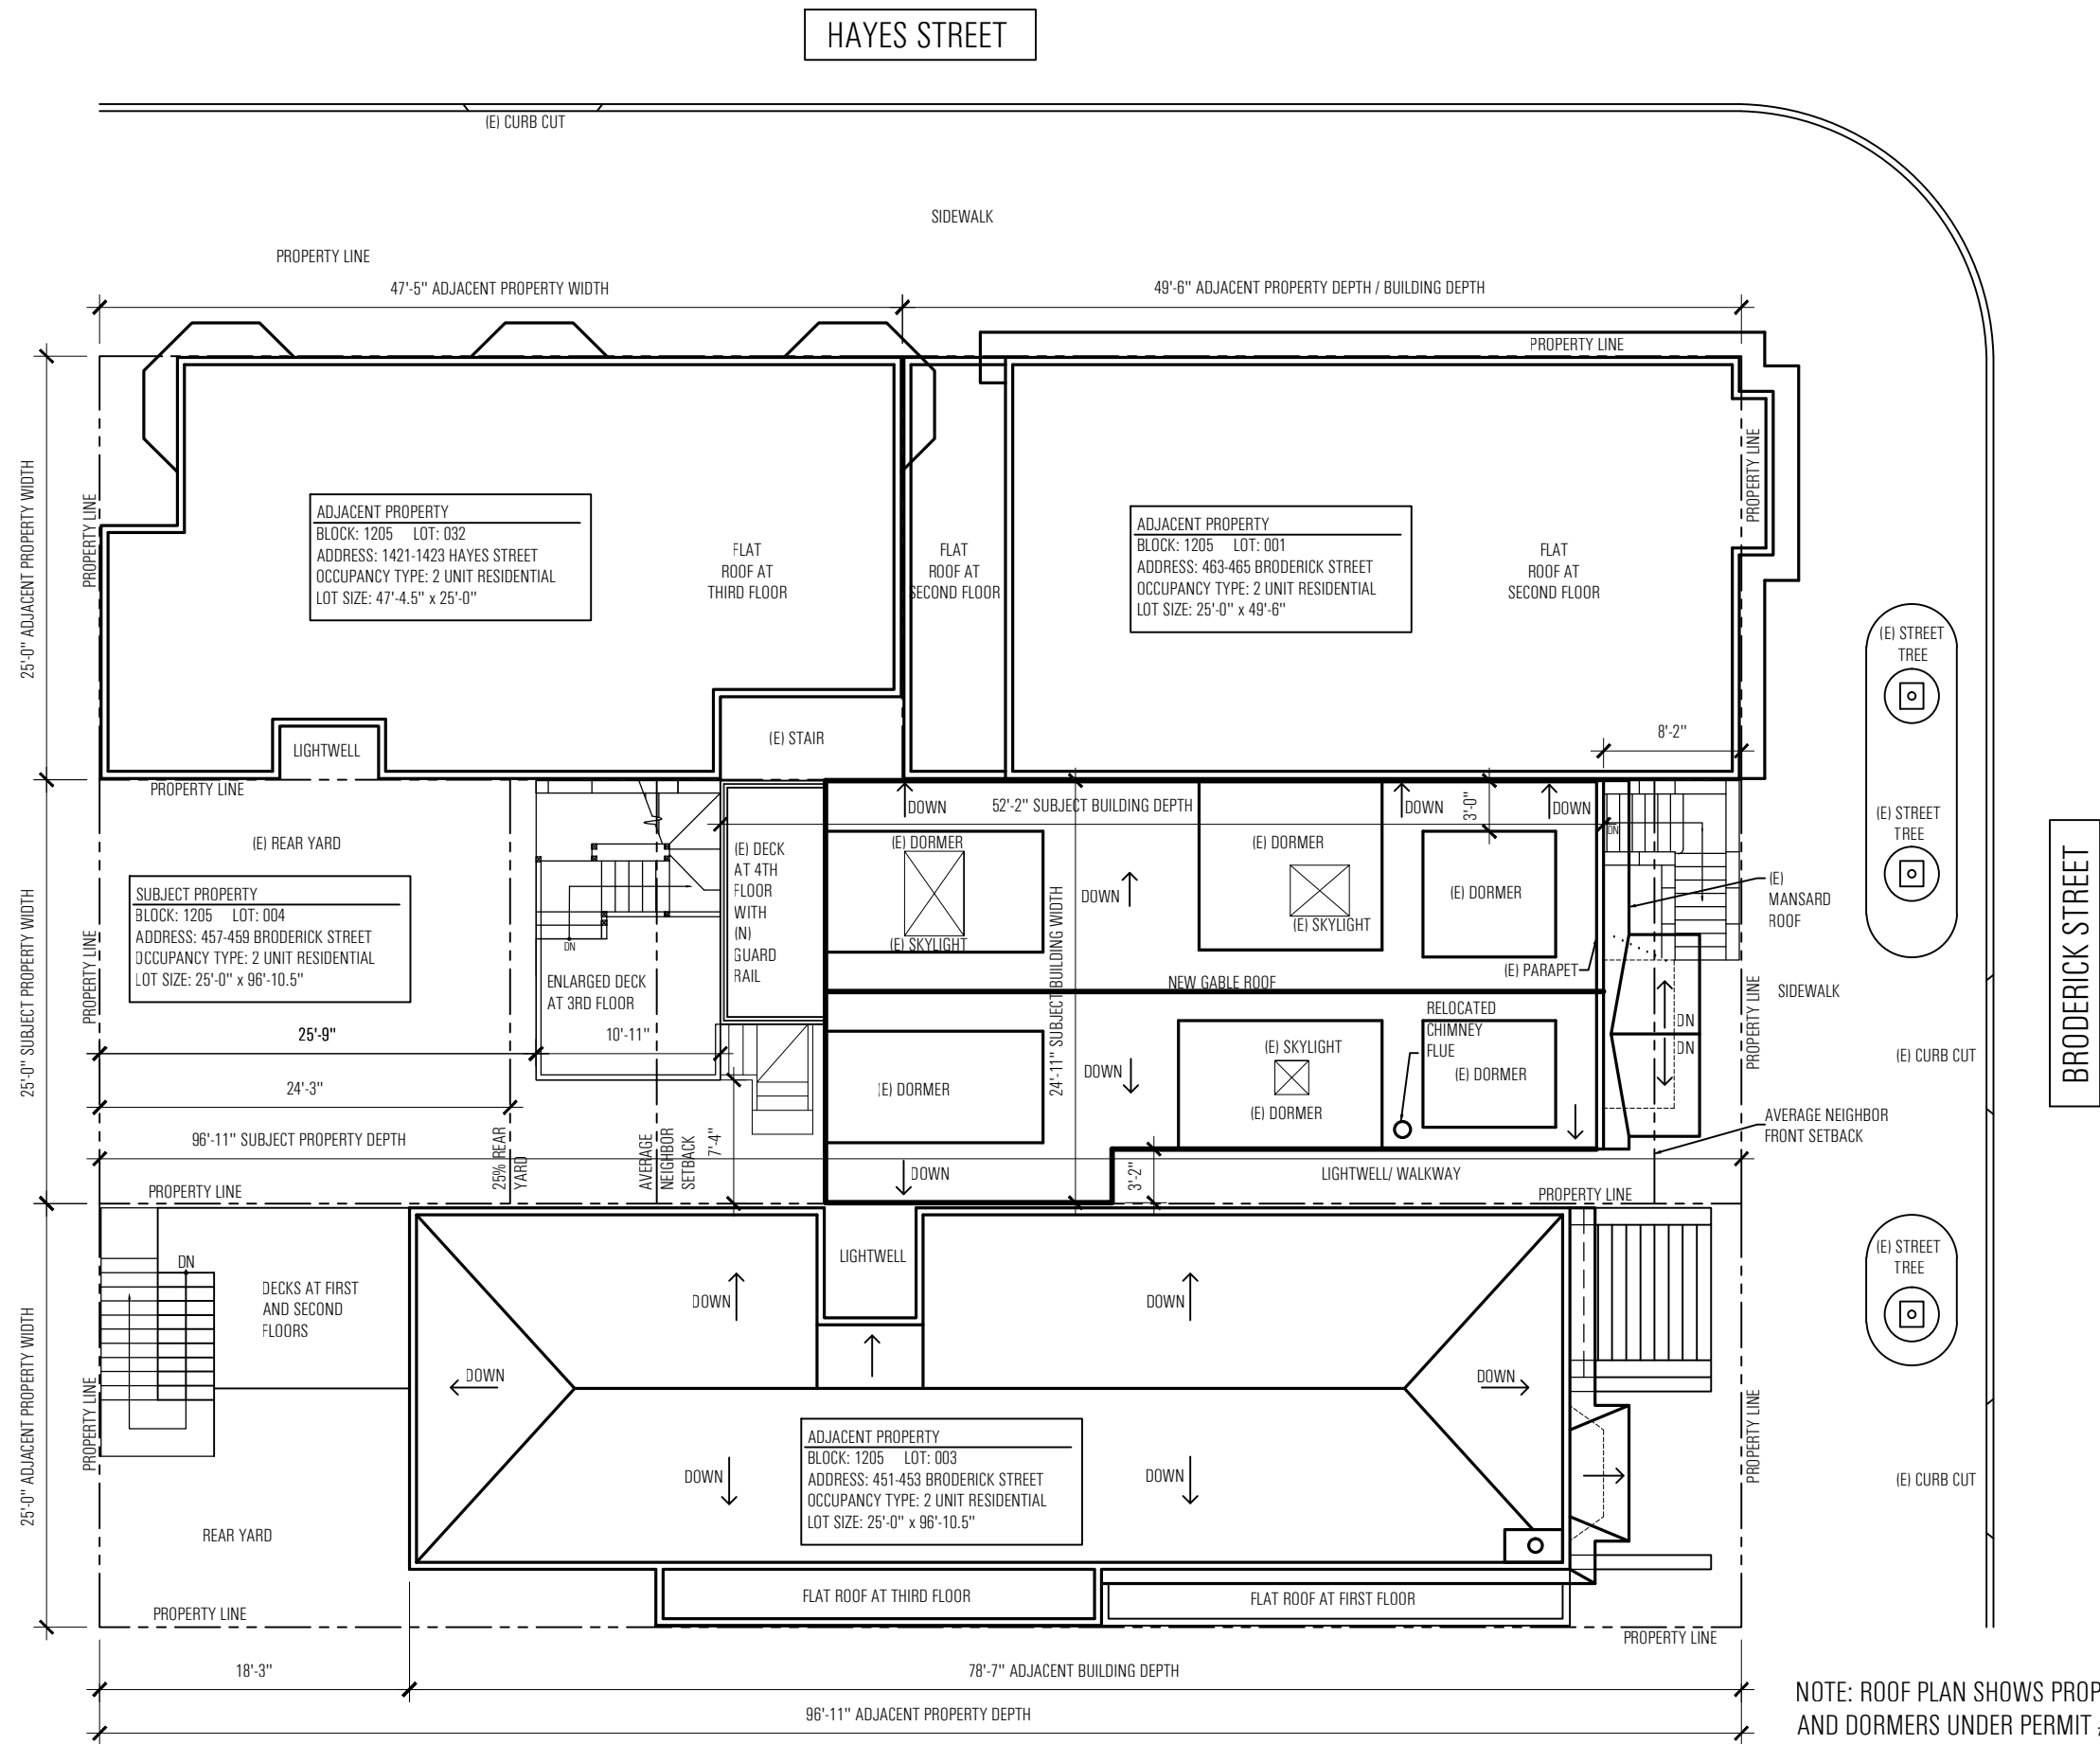 HAYES STREET
(E) CURB CUT
SIDEWALK
PROPERTY LINE
47'-5" ADJACENT PROPERTY WIDTH
49'-6" ADJACENT PROPERTY DEPTH / BUILDING DEPTH
PROPERTY LINE
25'-0" ADJACENT PROPERTY WIDTH
PROPERTY LINE
ADJACENT PROPERTY
BLOCK: 1205 LOT: 032
ADDRESS: 1421-1423 HAYES STREET
OCCUPANCY TYPE: 2 UNIT RESIDENTIAL
LOT SIZE: 47'-4.5" x 25'-0"
FLAT
ROOF AT
THIRD FLOOR
FLAT
ROOF AT
SECOND FLOOR
ADJACENT PROPERTY
BLOCK: 1205 LOT: 001
ADDRESS: 463-465 BRODERICK STREET
OCCUPANCY TYPE: 2 UNIT RESIDENTIAL
LOT SIZE: 25'-0" x 49'-6"
FLAT
ROOF AT
SECOND FLOOR
PROPERTY LINE
(E) STREET
TREE
LIGHTWELL
(E) STAIR
8'-2"
PROPERTY LINE
DOWN
52'-2" SUBJECT BUILDING DEPTH
DOWN
3'-0"
DOWN
DN
(E) STREET
TREE
(E) REAR YARD
25'-0" SUBJECT PROPERTY WIDTH
PROPERTY LINE
SUBJECT PROPERTY
BLOCK: 1205 LOT: 004
ADDRESS: 457-459 BRODERICK STREET
OCCUPANCY TYPE: 2 UNIT RESIDENTIAL
LOT SIZE: 25'-0" x 96'-10.5"
DN
(E) DECK
AT 4TH
FLOOR
WITH
(N)
GUARD
RAIL
(E) DORMER
(E) SKYLIGHT
24'-11" SUBJECT BUILDING WIDTH
DOWN
(E) DORMER
(E) SKYLIGHT
(E) DORMER
(E)
MANSARD
ROOF
(E) PARAPET
ENLARGED DECK
AT 3RD FLOOR
NEW GABLE ROOF
PROPERTY LINE
SIDEWALK
BRODERICK STREET
25'-9"
10'-11"
RELOCATED
CHIMNEY
FLUE
DN
DN
24'-3"
(E) DORMER
DOWN
(E) SKYLIGHT
(E) DORMER
(E) DORMER
(E) CURB CUT
AVERAGE NEIGHBOR
FRONT SETBACK
96'-11" SUBJECT PROPERTY DEPTH
25% REAR
YARD
AVERAGE
NEIGHBOR
SETBACK
7'-4"
DOWN
3'-2"
LIGHTWELL/ WALKWAY
PROPERTY LINE
PROPERTY LINE
DN
DECKS AT FIRST
AND SECOND
FLOORS
LIGHTWELL
(E) STREET
TREE
DOWN
DOWN
25'-0" ADJACENT PROPERTY WIDTH
PROPERTY LINE
DOWN
DOWN
PROPERTY LINE
ADJACENT PROPERTY
BLOCK: 1205 LOT: 003
ADDRESS: 451-453 BRODERICK STREET
OCCUPANCY TYPE: 2 UNIT RESIDENTIAL
LOT SIZE: 25'-0" x 96'-10.5"
DOWN
DOWN
(E) CURB CUT
REAR YARD
FLAT ROOF AT THIRD FLOOR
FLAT ROOF AT FIRST FLOOR
PROPERTY LINE
PROPERTY LINE
18'-3"
78'-7" ADJACENT BUILDING DEPTH
96'-11" ADJACENT PROPERTY DEPTH
NOTE: ROOF PLAN SHOWS
AND DORMERS UNDER PERMIT